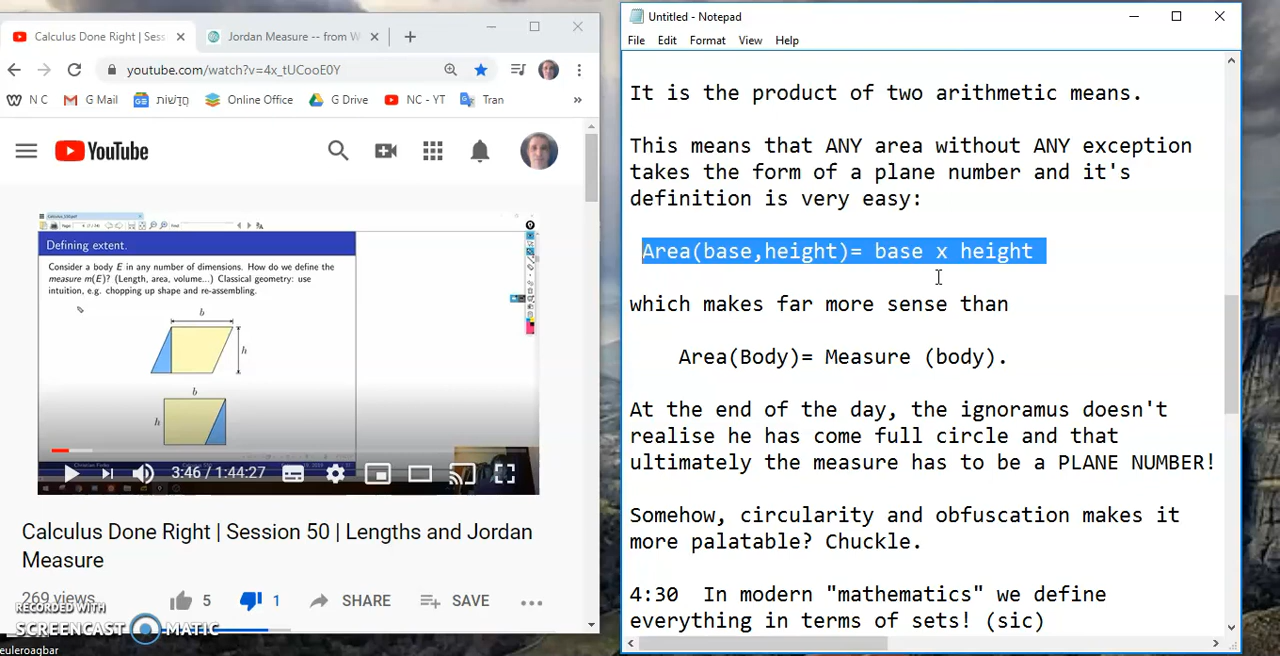 Calculus Done Right | Sess
Jordan Measure -- from W
youtube.com/watch?v=4x_tUCooE0Y
N C
G Mail
חֲדָשׁוֹת
Online Office
G Drive
NC - YT
Tran
YouTube
Defining extent.
Consider a body E in any number of dimensions. How do we define the
measure m(E)? (Length, area, volume...) Classical geometry: use
intuition, e.g. chopping up shape and re-assembling.
b
h
b
h
3:46 / 1:44:27
Calculus Done Right | Session 50 | Lengths and Jordan
Measure
269 views
5
1
SHARE
SAVE
RECORDED WITH
SCREENCAST MATIC
euleroagbar
Untitled - Notepad
File Edit Format View Help
It is the product of two arithmetic means.
This means that ANY area without ANY exception
takes the form of a plane number and it's
definition is very easy:
Area(base,height)= base x height
which makes far more sense than
Area(Body)= Measure (body).
At the end of the day, the ignoramus doesn't
realise he has come full circle and that
ultimately the measure has to be a PLANE NUMBER!
Somehow, circularity and obfuscation makes it
more palatable? Chuckle.
4:30 In modern "mathematics" we define
everything in terms of sets! (sic)